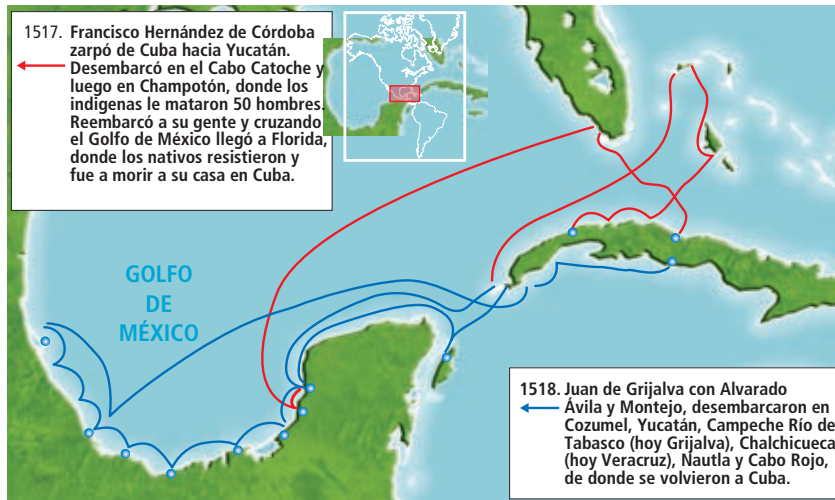 1517. Francisco Hernández de Córdoba
zarpó de Cuba hacia Yucatán.
Desembarcó en el Cabo Catoche y
luego en Champotón, donde los
indigenas le mataron 50 hombres.
Reembarcó a su gente y cruzando
el Golfo de México llegó a Florida,
donde los nativos resistieron y
fue a morir a su casa en Cuba.
GOLFO
DE
MÉXICO
1518. Juan de Grijalva con Alvarado
Ávila y Montejo, desembarcaron en
Cozumel, Yucatán, Campeche Río de
Tabasco (hoy Grijalva), Chalchicueca
(hoy Veracruz), Nautla y Cabo Rojo,
de donde se volvieron a Cuba.